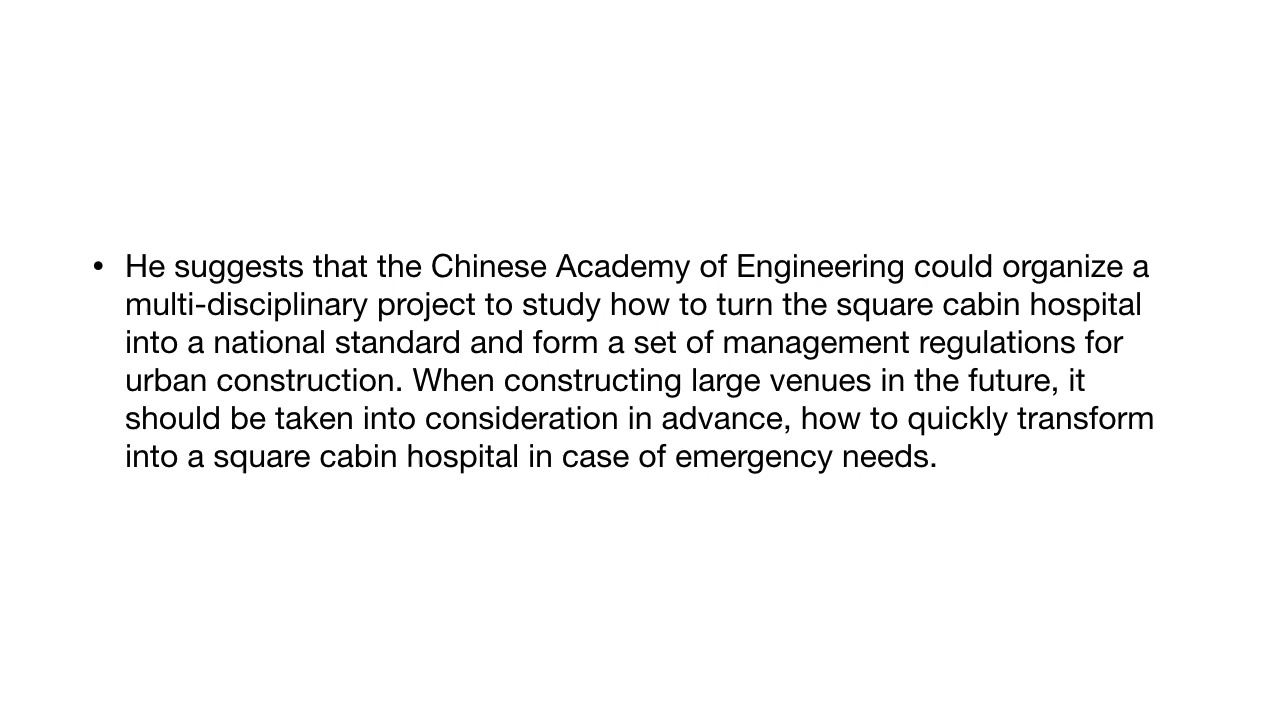 • He suggests that the Chinese Academy of Engineering could organize a
multi-disciplinary project to study how to turn the square cabin hospital
into a national standard and form a set of management regulations for
urban construction. When constructing large venues in the future, it
should be taken into consideration in advance, how to quickly transform
into a square cabin hospital in case of emergency needs.